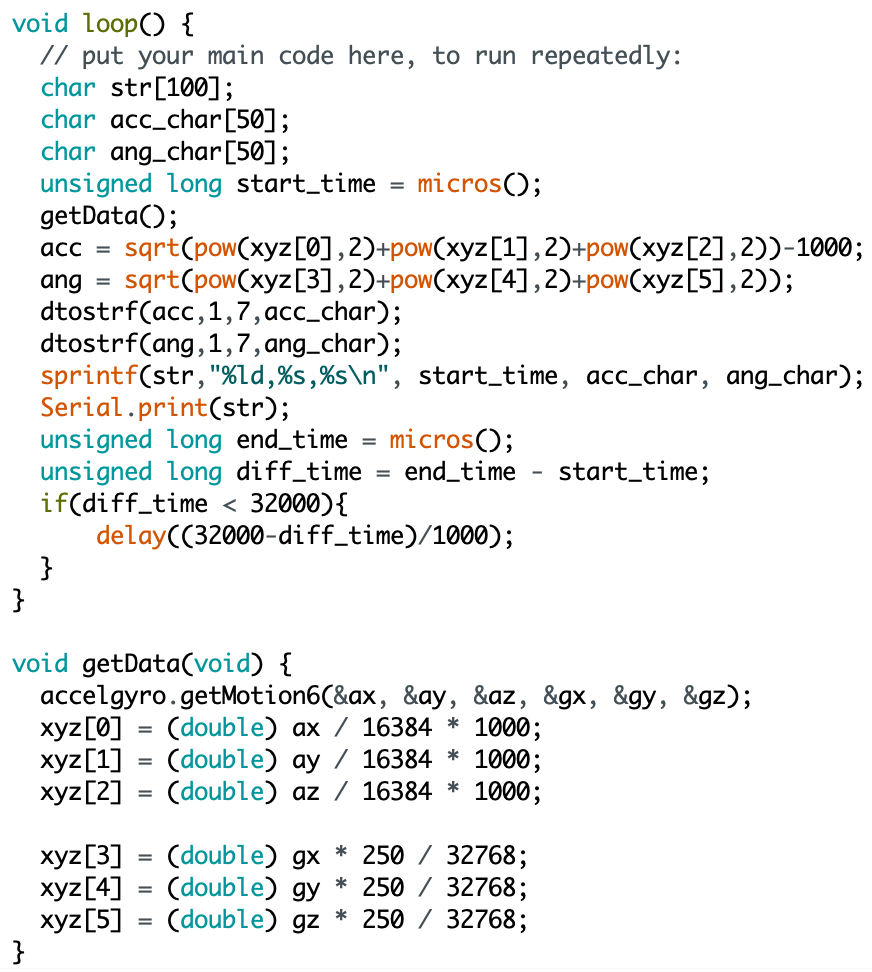 void loop() {
  // put your main code here, to run repeatedly:
  char str[100];
  char acc_char[50];
  char ang_char[50];
  unsigned long start_time = micros();
  getData();
  acc = sqrt(pow(xyz[0],2)+pow(xyz[1],2)+pow(xyz[2],2))-1000;
  ang = sqrt(pow(xyz[3],2)+pow(xyz[4],2)+pow(xyz[5],2));
  dtostrf(acc,1,7,acc_char);
  dtostrf(ang,1,7,ang_char);
  sprintf(str,"%ld,%s,%s\n", start_time, acc_char, ang_char);
  Serial.print(str);
  unsigned long end_time = micros();
  unsigned long diff_time = end_time - start_time;
  if(diff_time < 32000){
      delay((32000-diff_time)/1000);
  }
}

void getData(void) {
  accelgyro.getMotion6(&ax, &ay, &az, &gx, &gy, &gz);
  xyz[0] = (double) ax / 16384 * 1000;
  xyz[1] = (double) ay / 16384 * 1000;
  xyz[2] = (double) az / 16384 * 1000;

  xyz[3] = (double) gx * 250 / 32768;
  xyz[4] = (double) gy * 250 / 32768;
  xyz[5] = (double) gz * 250 / 32768;
}